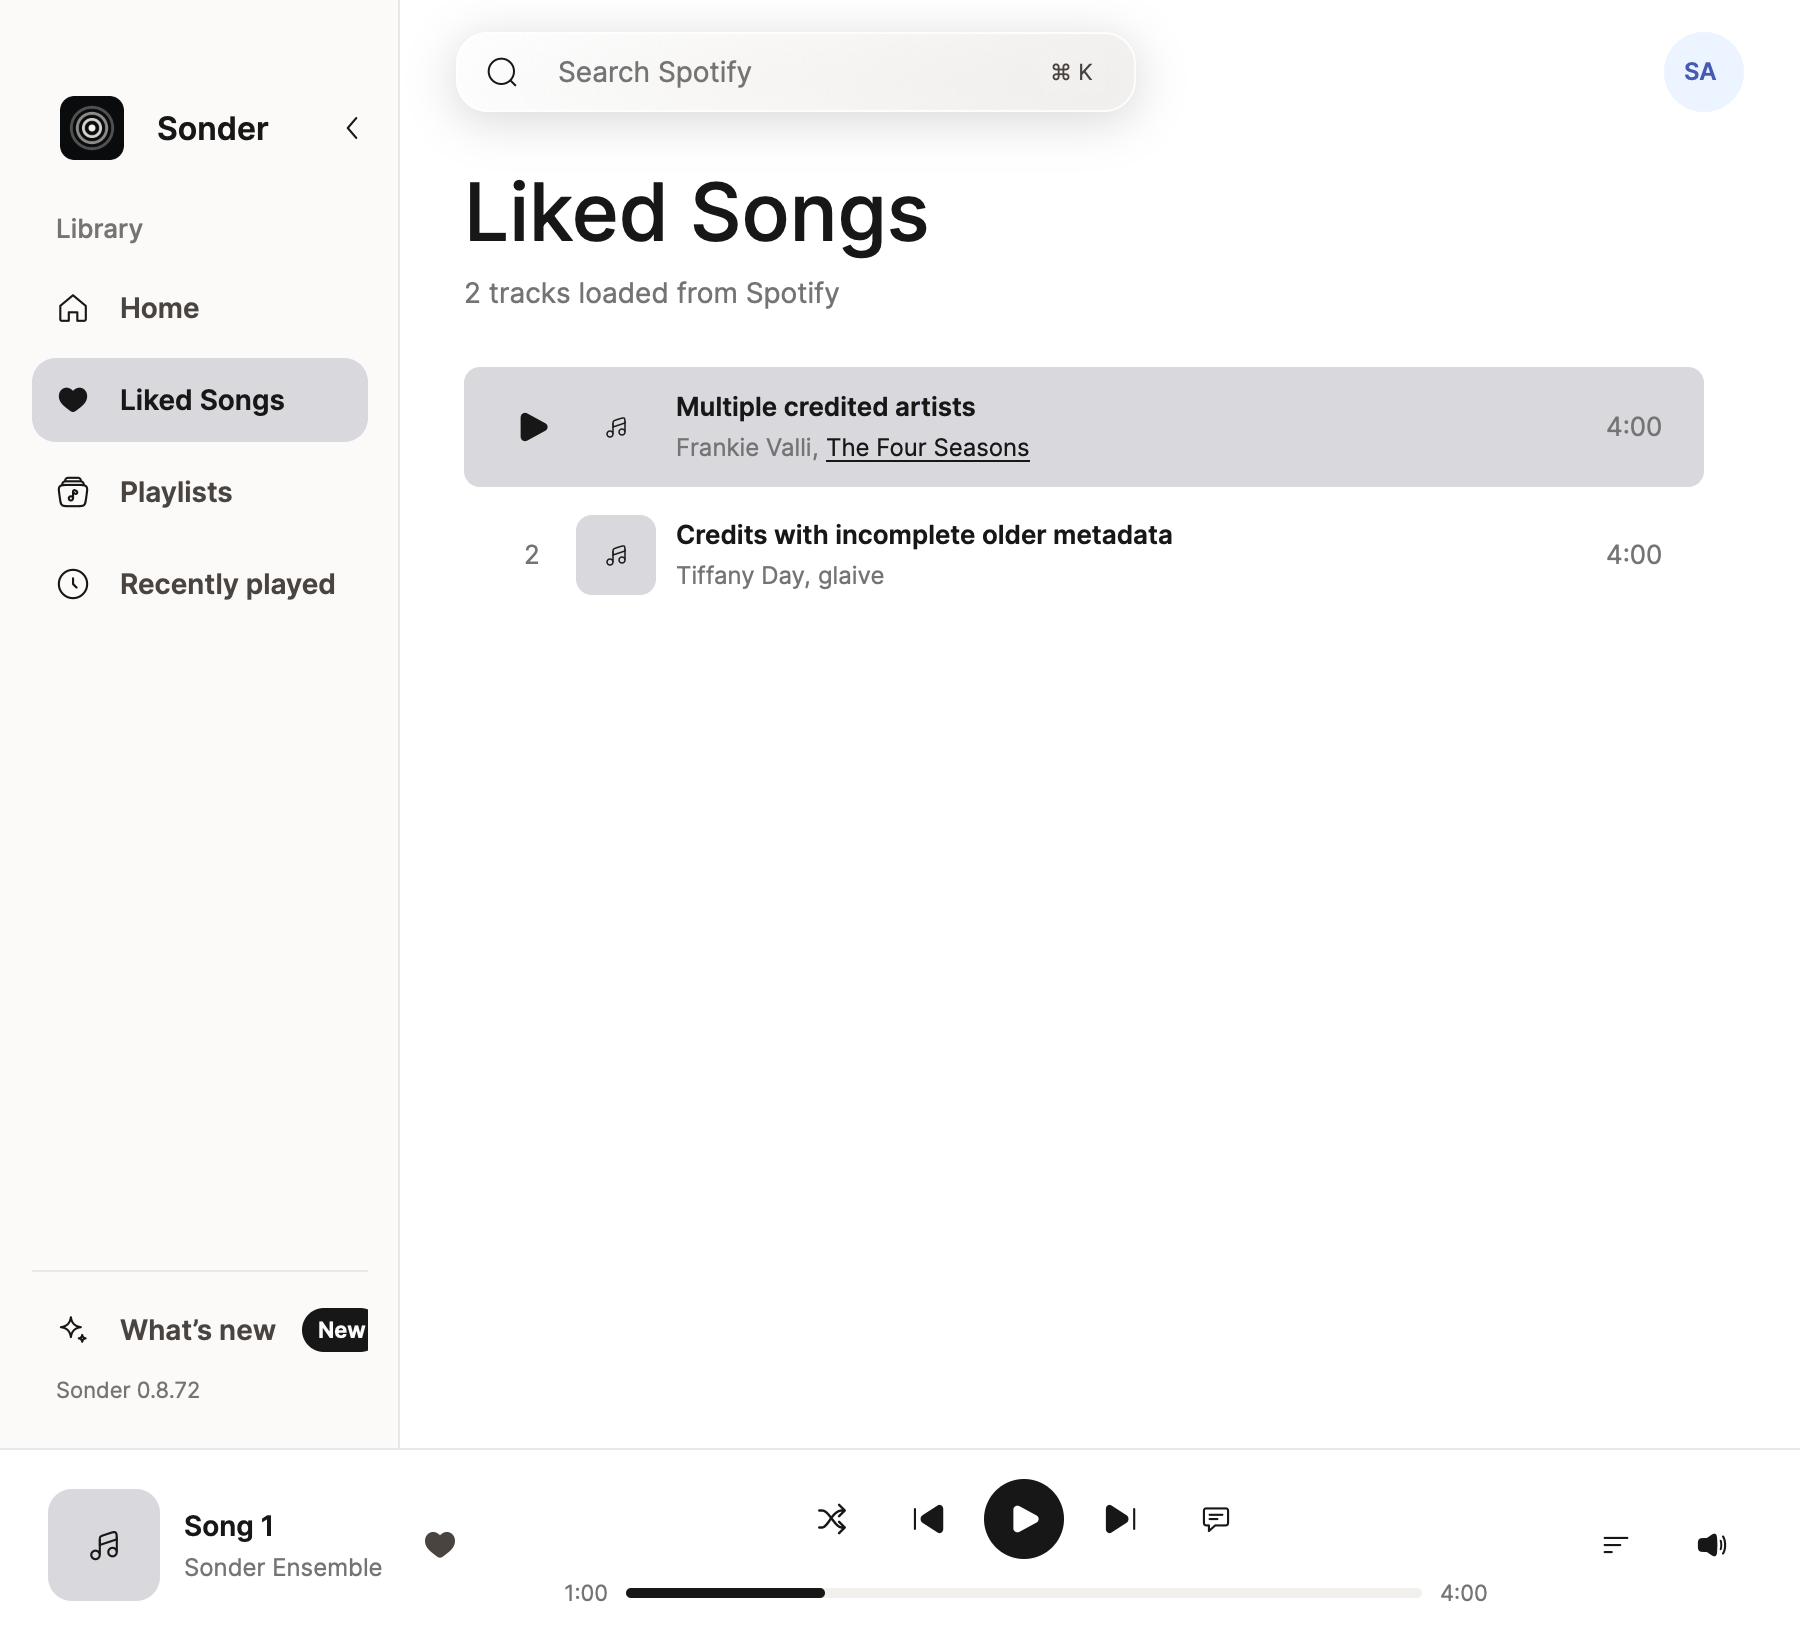 Search Spotify ⌘ K
SA
Sonder
Library
Home
Liked Songs
Playlists
Recently played
What’s new New
Sonder 0.8.72
Liked Songs
2 tracks loaded from Spotify
Multiple credited artists
Frankie Valli, The Four Seasons
4:00
2
Credits with incomplete older metadata
Tiffany Day, glaive
4:00
Song 1
Sonder Ensemble
1:00
4:00